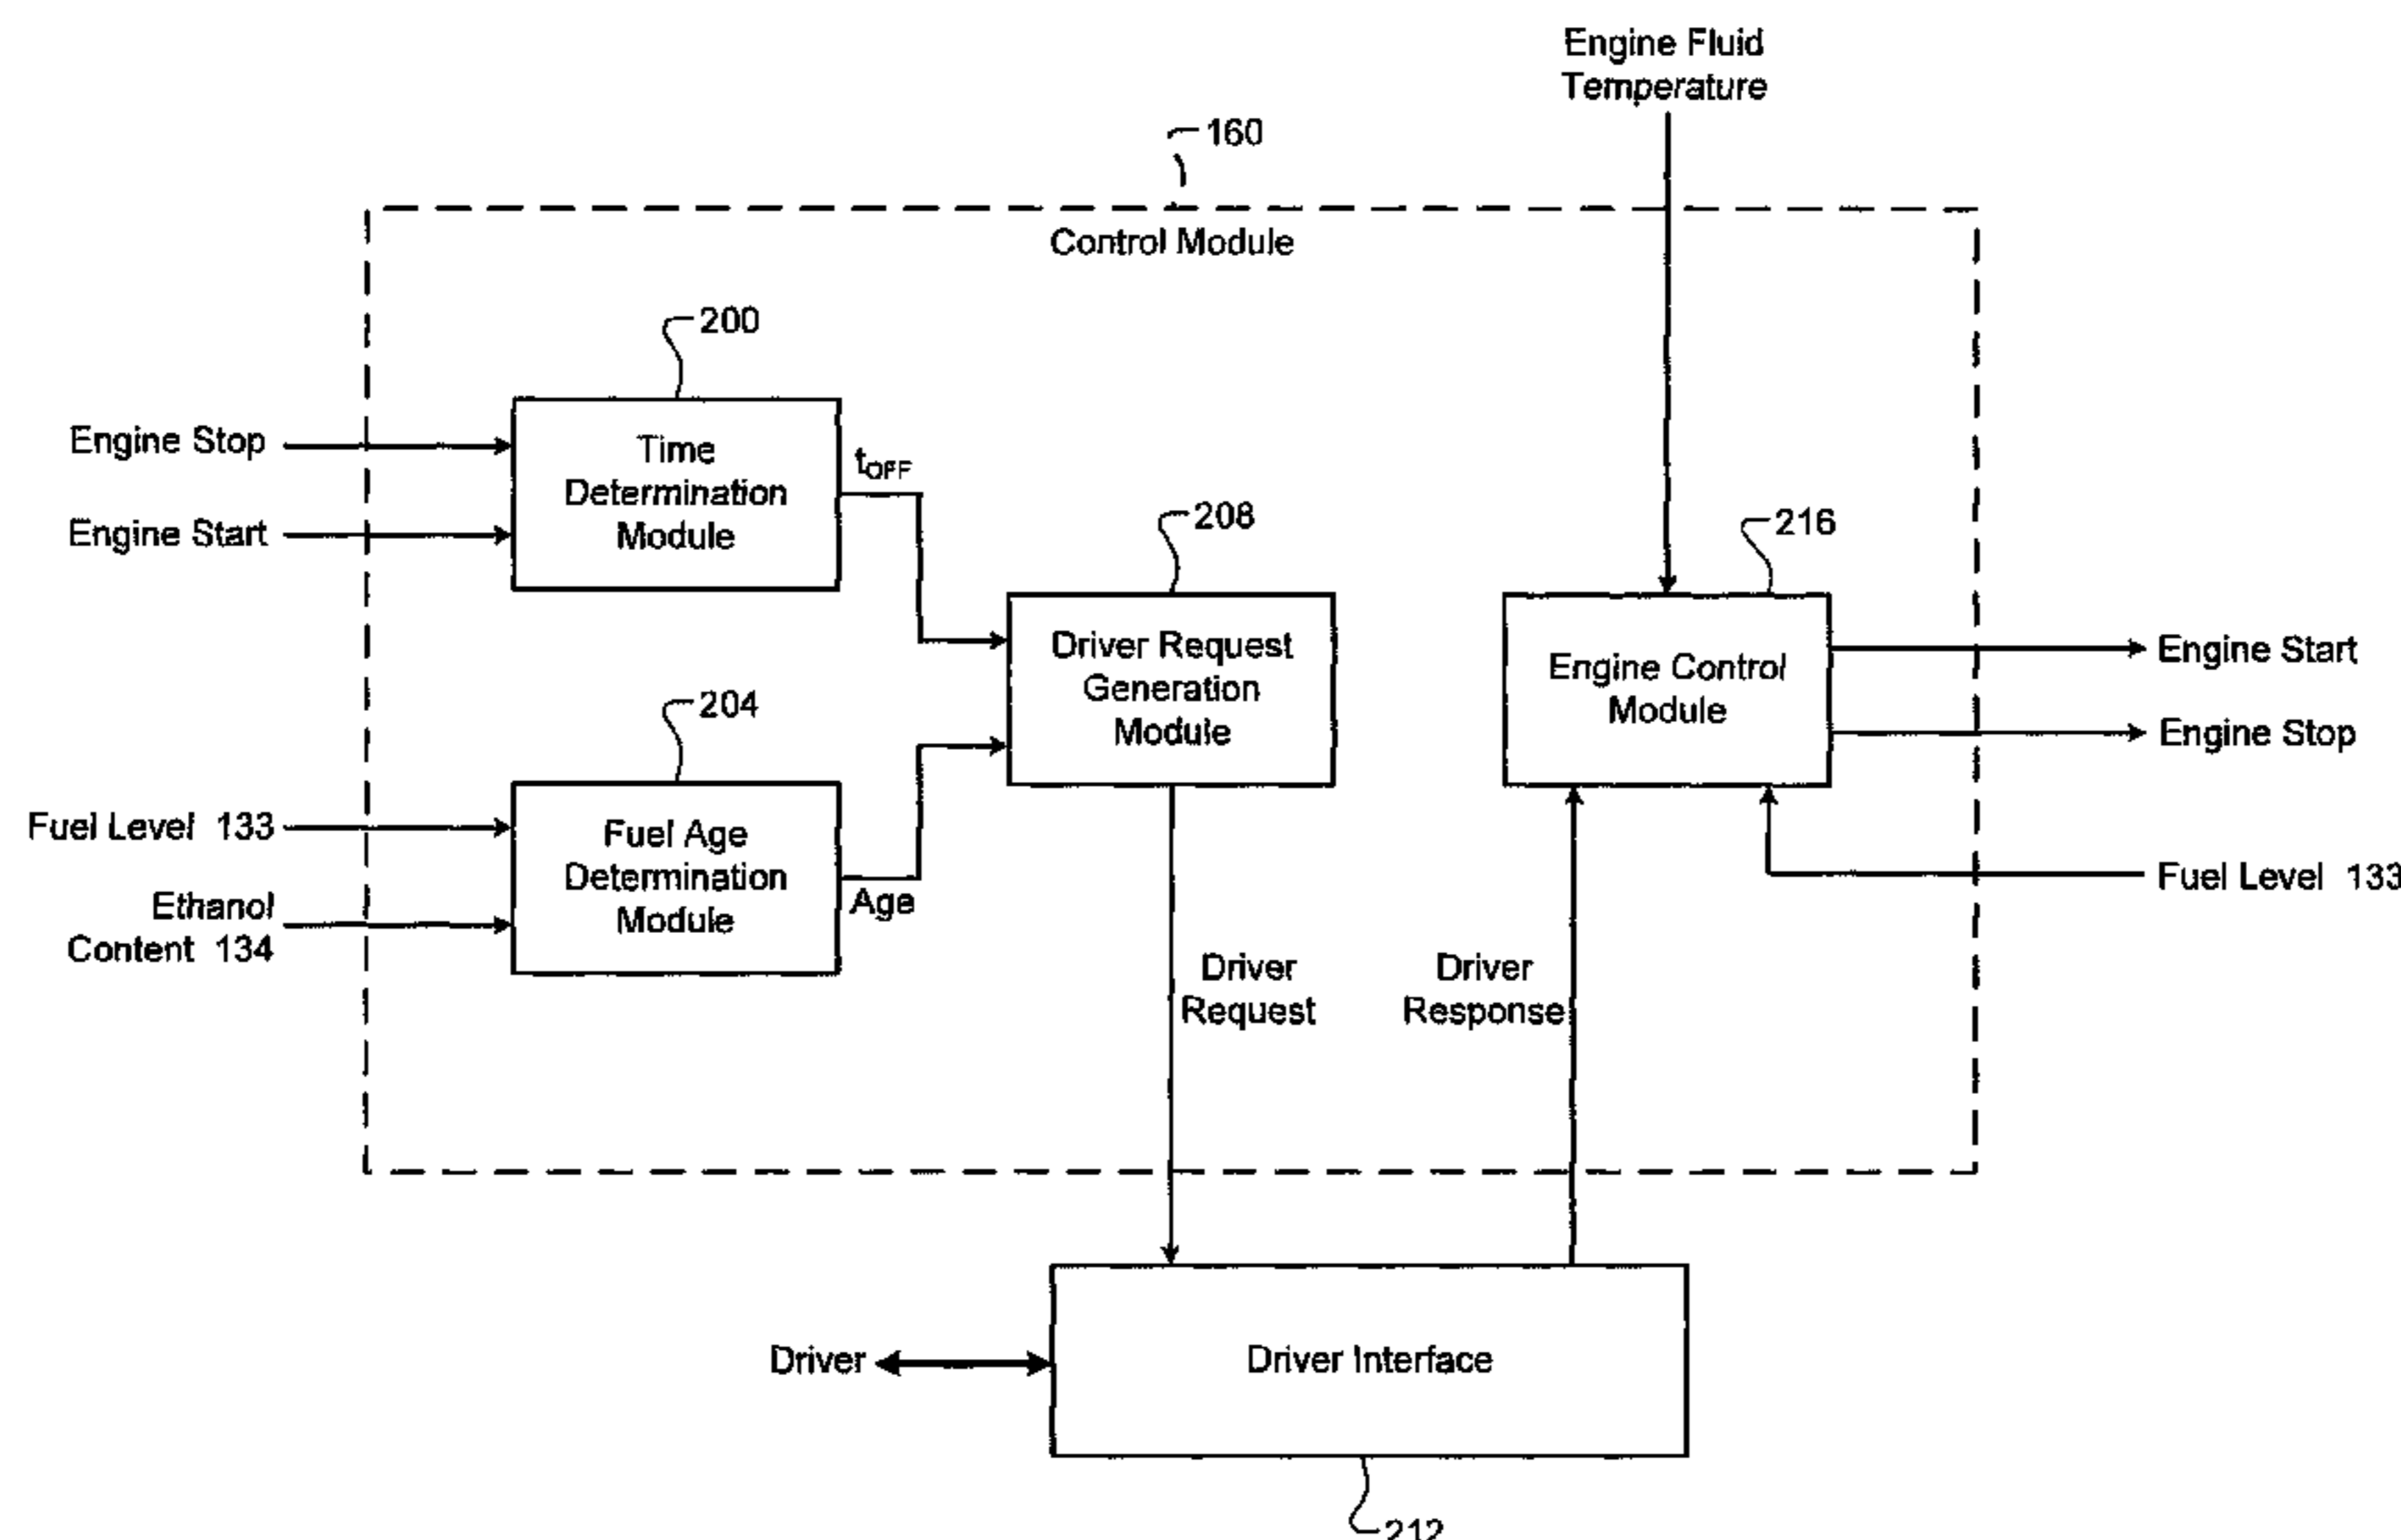 Engine Fluid
Temperature
160
Control Module
200
Engine Stop
Time
Determination
Module
tOFF
Engine Start
208
216
Driver Request
Generation
Module
Engine Control
Module
Engine Start
Engine Stop
204
Fuel Level 133
Fuel Age
Determination
Module
Age
Ethanol
Content 134
Fuel Level 133
Driver
Request
Driver
Response
Driver
Driver Interface
212